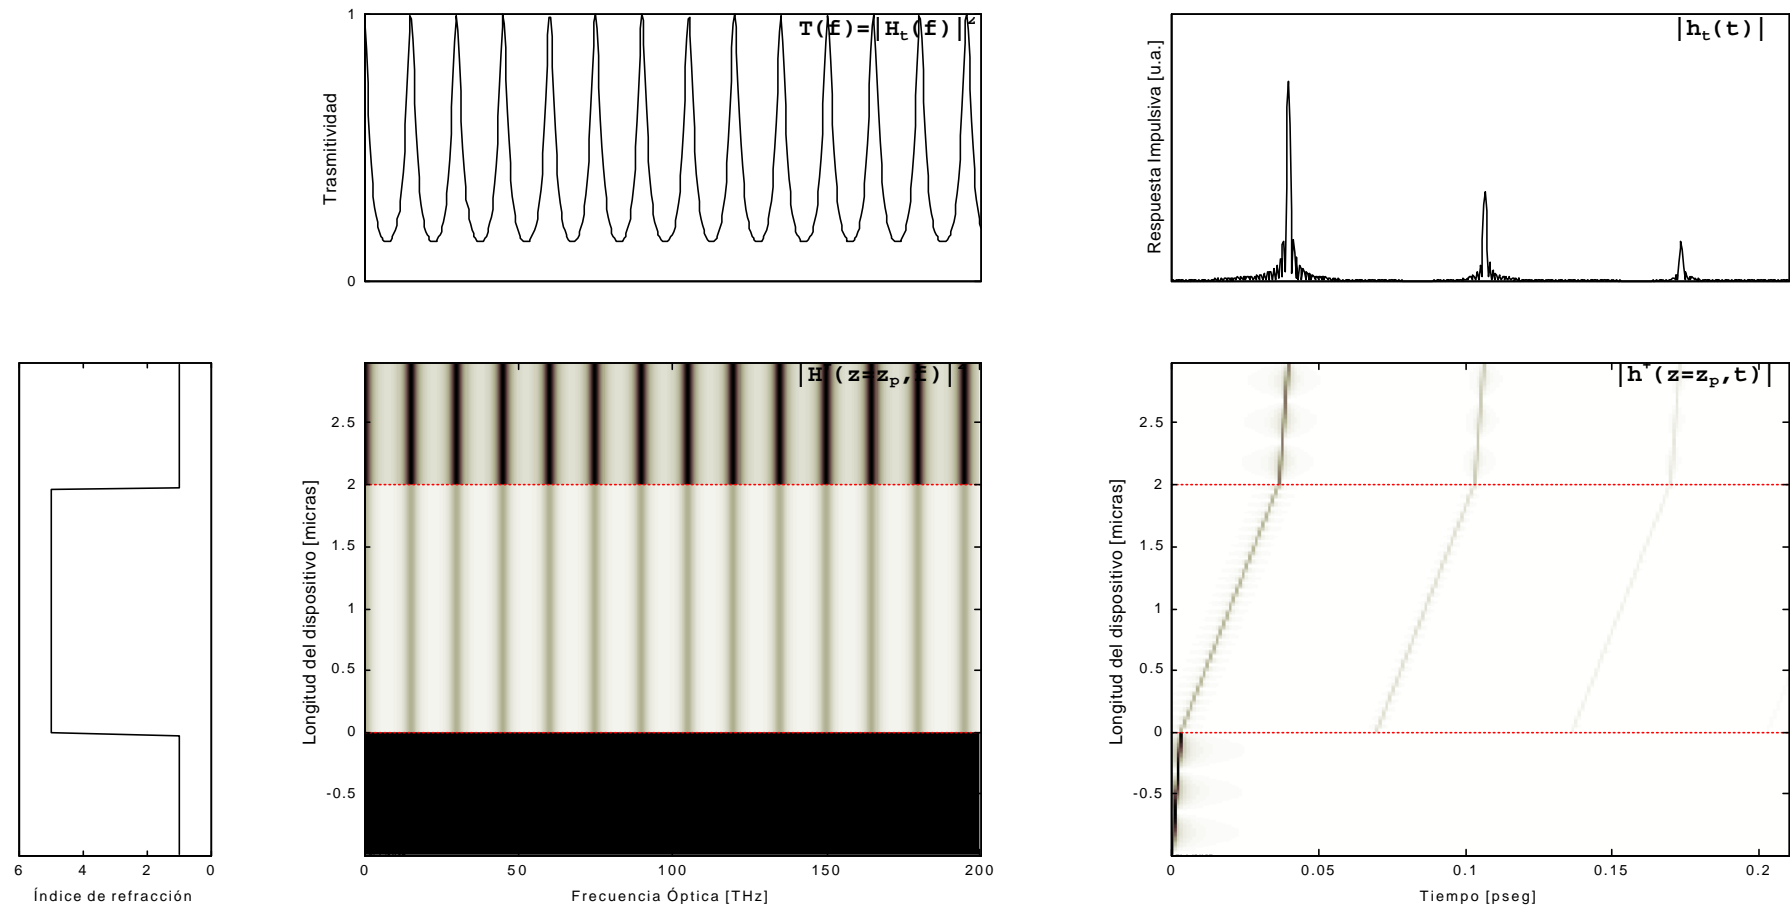 T(f)=|Hₜ(f)|²
1
0
Trasmitividad
|hₜ(t)|
Respuesta Impulsiva [u.a.]
6 4 2 0
Índice de refracción
|H⁺(z=zₚ,f)|²
2.5
2
1.5
1
0.5
0
-0.5
Longitud del dispositivo [micras]
0 50 100 150 200
Frecuencia Óptica [THz]
|h⁺(z=zₚ,t)|
2.5
2
1.5
1
0.5
0
-0.5
Longitud del dispositivo [micras]
0 0.05 0.1 0.15 0.2
Tiempo [pseg]